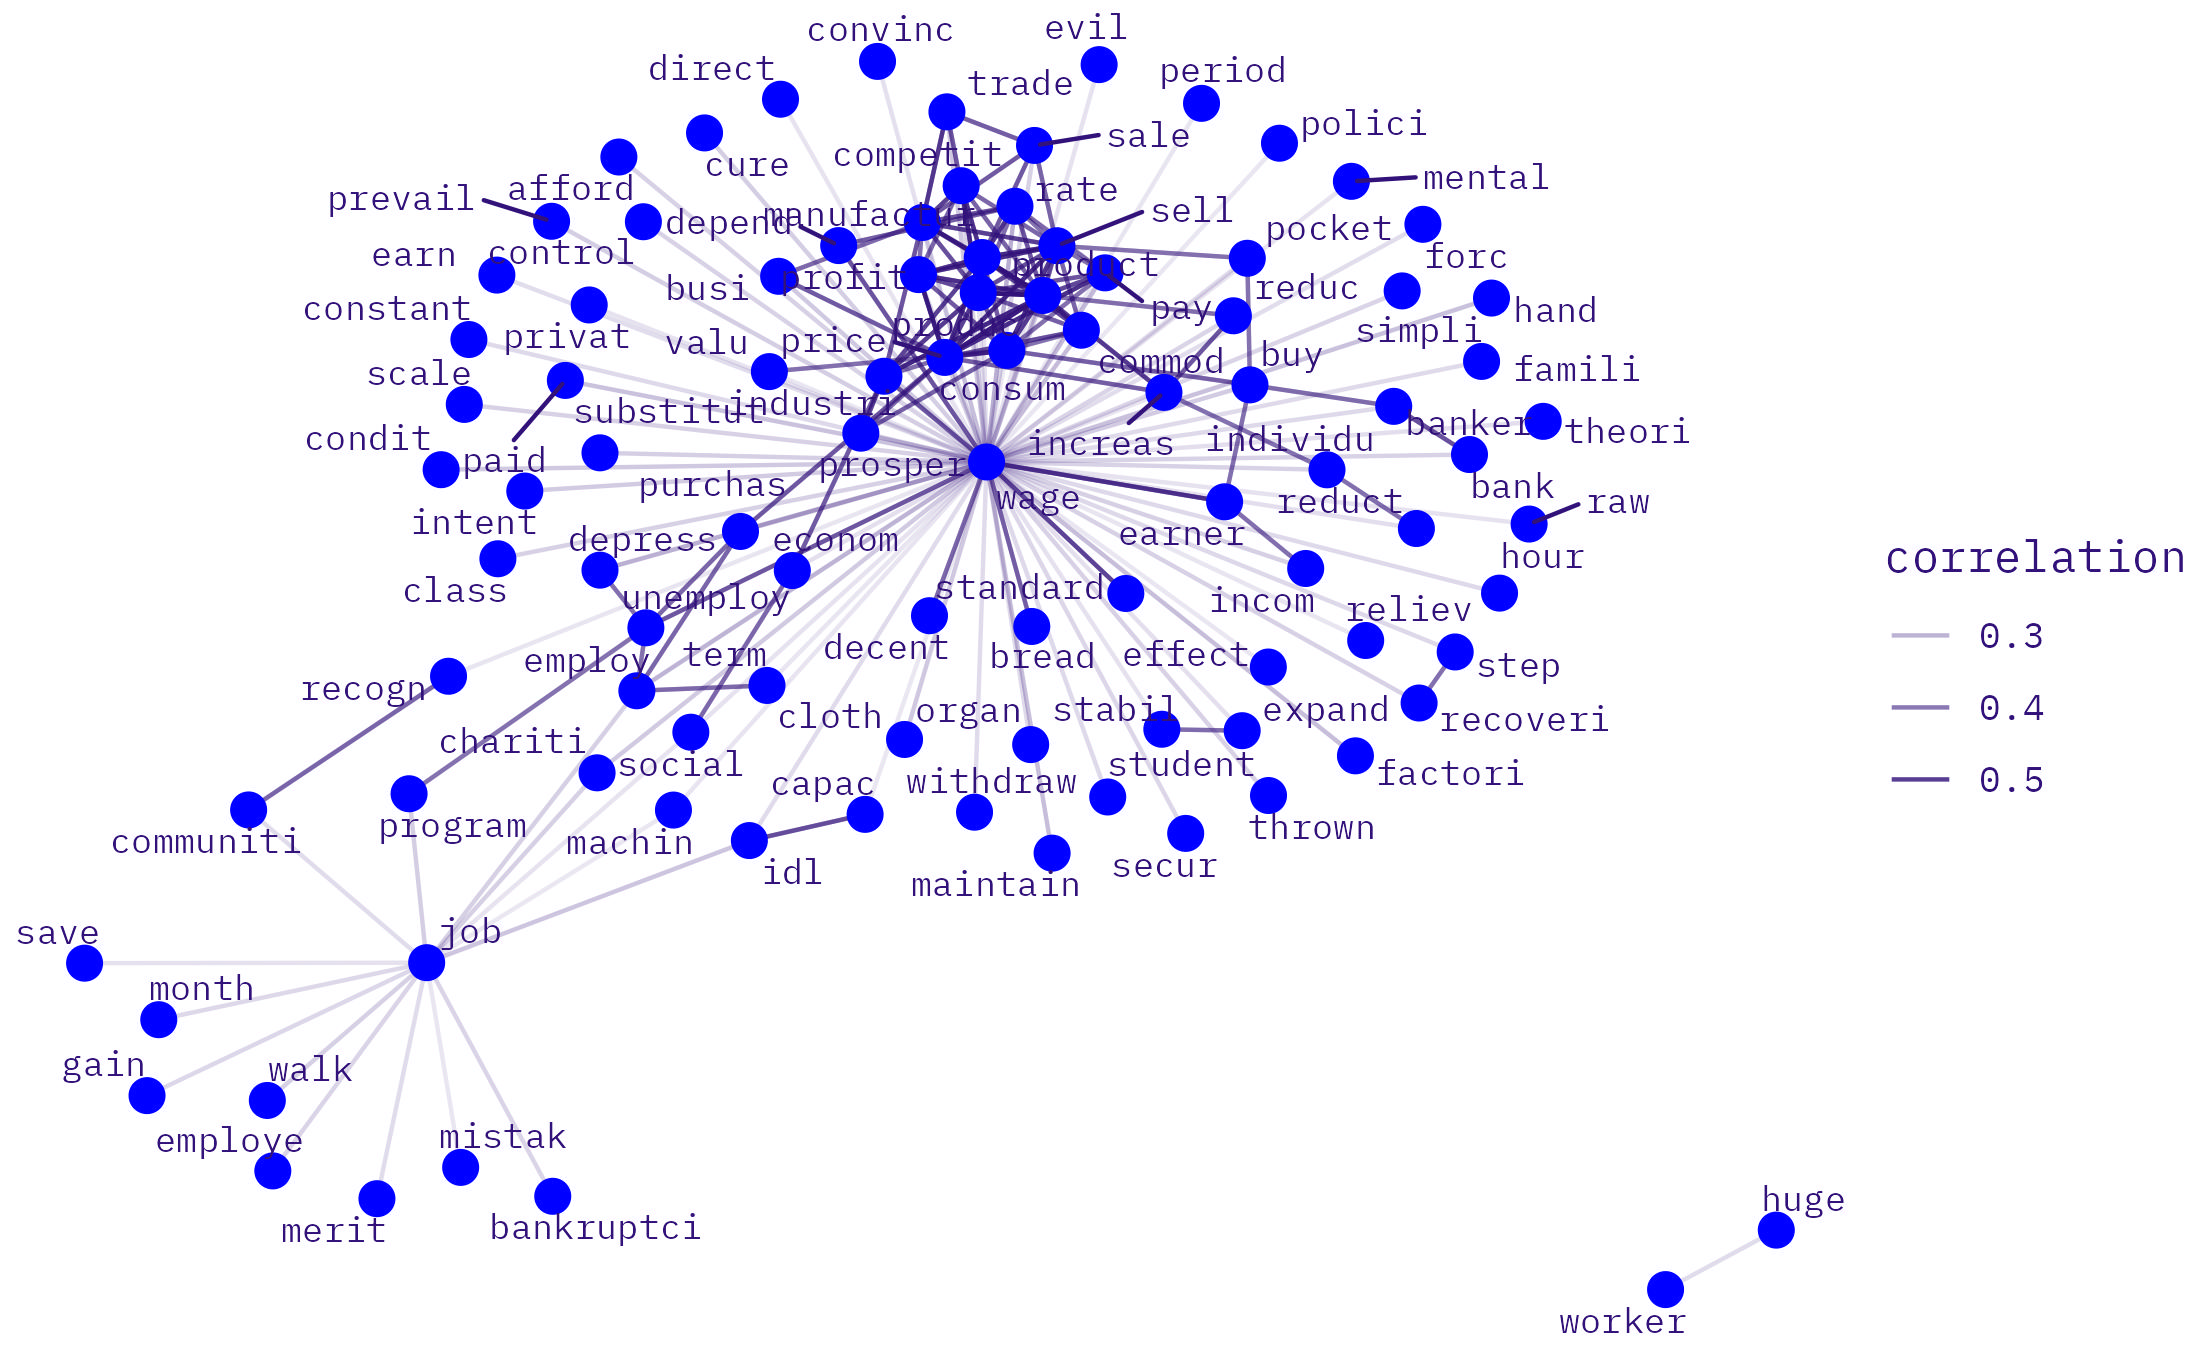 convinc
evil
direct
trade
period
polici
sale
competit
cure
mental
afford
prevail
rate
sell
depend
manufactur
pocket
control
earn
forc
profit
product
busi
reduc
constant
pay
hand
produc
simpli
privat
valu
price
buy
commod
scale
famili
consum
substitut
industri
banker
theori
condit
individu
increas
paid
prosper
purchas
bank
wage
reduct
raw
intent
earner
depress
econom
hour
correlation
class
standard
unemploy
incom
reliev
0.3
decent
term
bread
effect
employ
step
recogn
cloth
organ
stabil
expand
0.4
recoveri
chariti
social
student
factori
withdraw
capac
0.5
program
thrown
communiti
machin
secur
idl
maintain
save
job
month
gain
walk
employe
mistak
huge
merit
bankruptci
worker